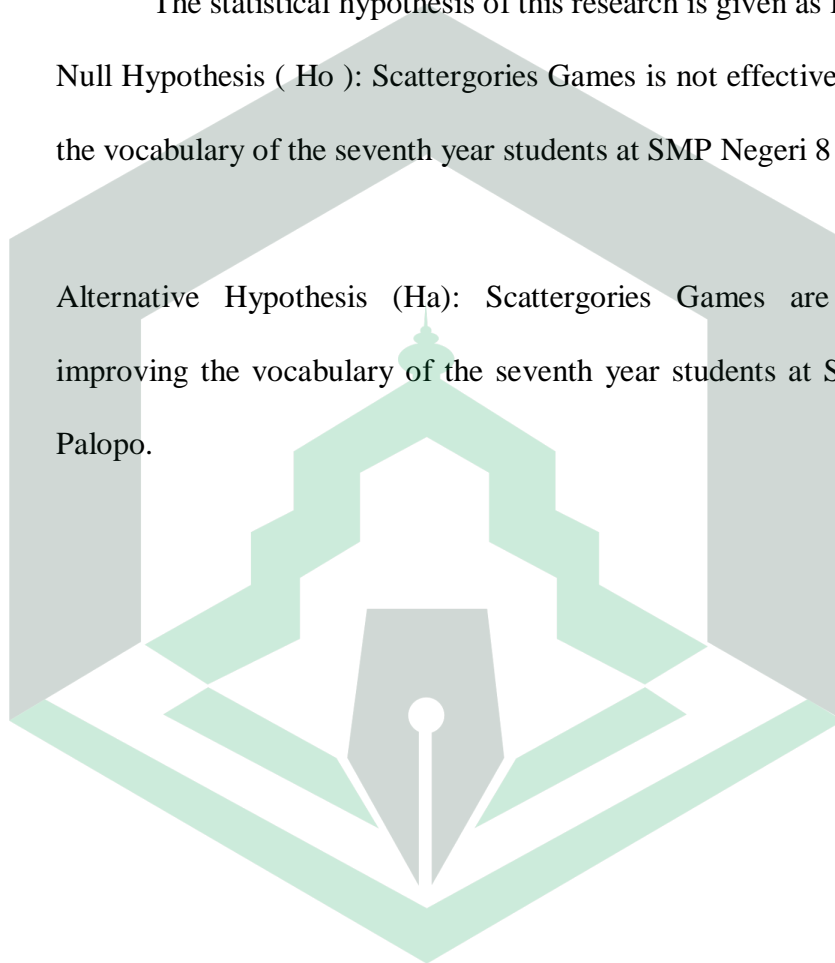 The statistical hypothesis of this research is given as
Null Hypothesis ( Ho ): Scattergories Games is not effective
the vocabulary of the seventh year students at SMP Negeri 8
Alternative Hypothesis (Ha): Scattergories Games are
improving the vocabulary of the seventh year students at
Palopo.